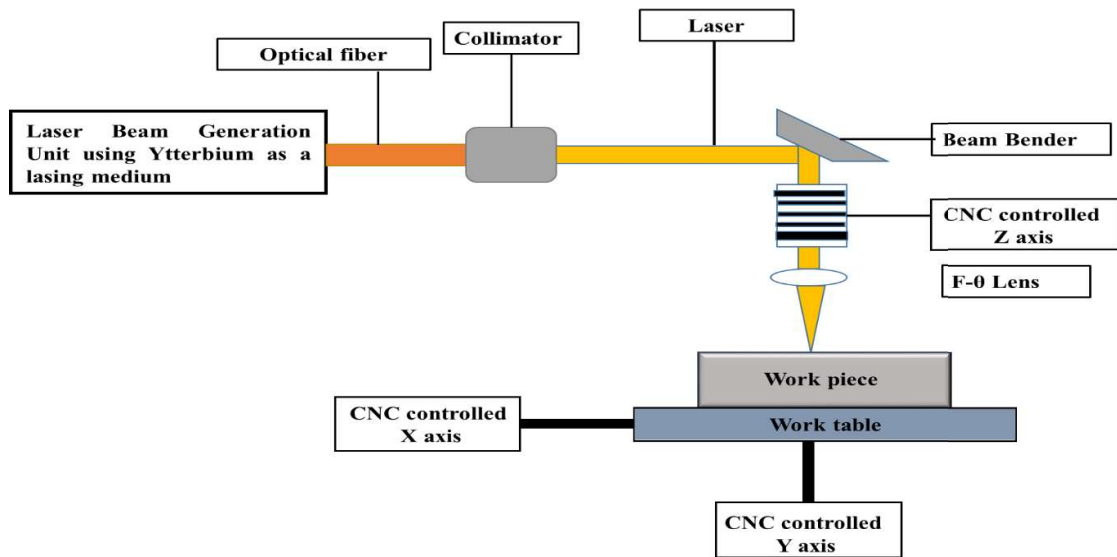 Laser
Collimator
Optical fiber
Laser Beam Generation
Unit using Ytterbium as a
lasing medium
Beam Bender
CNC controlled
Z axis
F-θ Lens
Work piece
CNC controlled
X axis
Work table
CNC controlled
Y axis